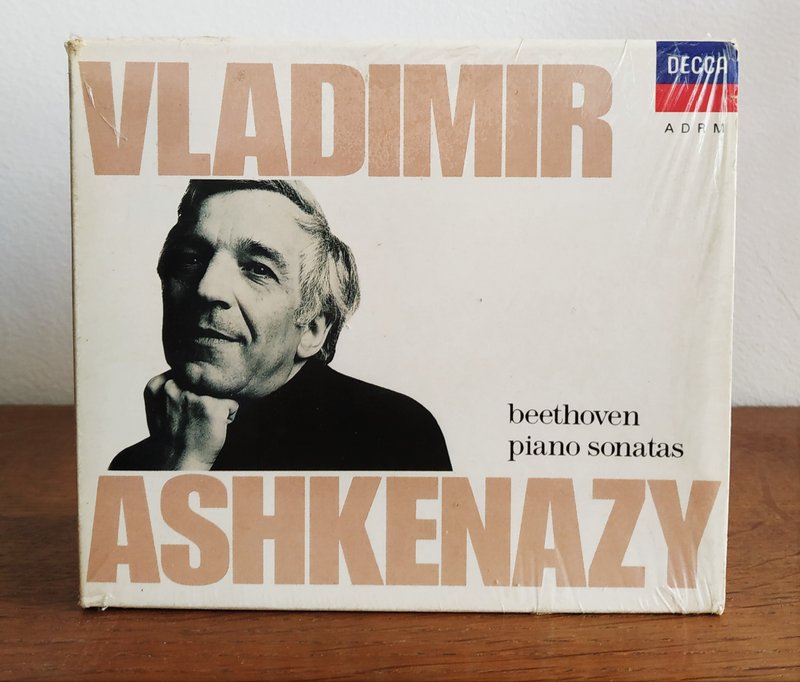 VLADIMIR
DECCA
ADRM
beethoven
piano sonatas
ASHKENAZY